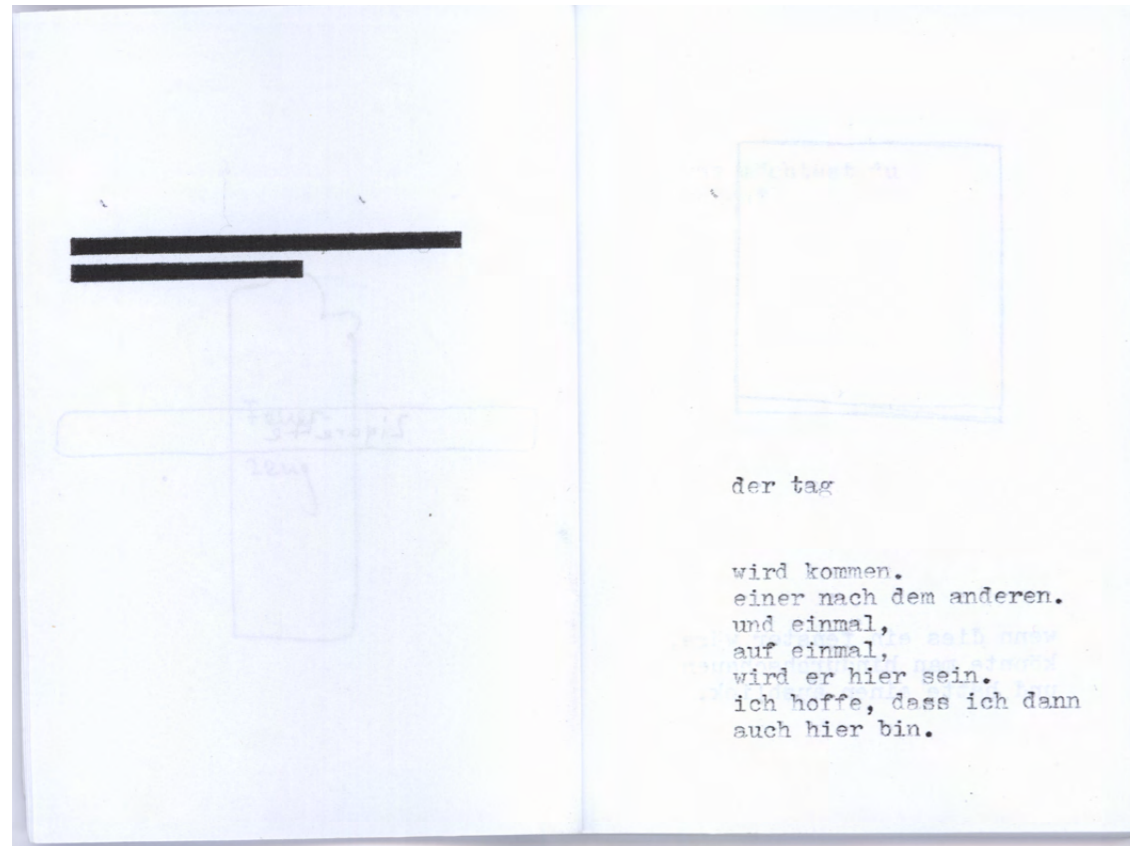 der tag
wird kommen.
einer nach dem anderen.
und einmal,
auf einmal,
wird er hier sein.
ich hoffe, dass ich dann
auch hier bin.